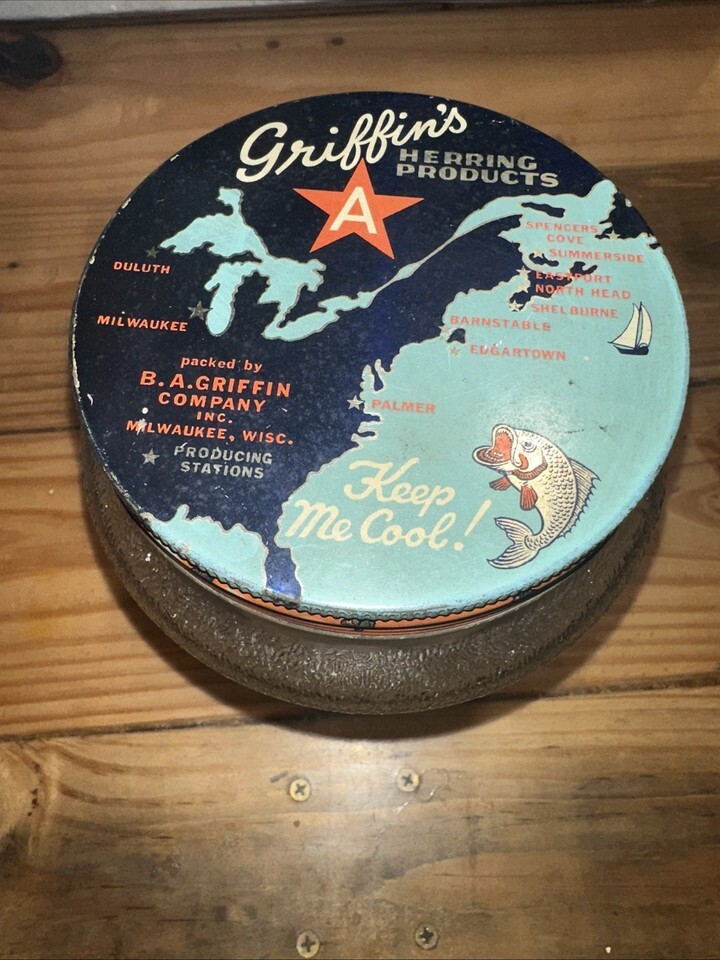 Griffin's
HERRING
PRODUCTS
A
SPENCERS
COVE
SUMMERSIDE
EASTPORT
NORTH HEAD
SHELBURNE
BARNSTABLE
EDGARTOWN
PALMER
DULUTH
MILWAUKEE
packed by
B. A. GRIFFIN
COMPANY
INC.
MILWAUKEE, WISC.
PRODUCING
STATIONS
Keep
Me Cool!